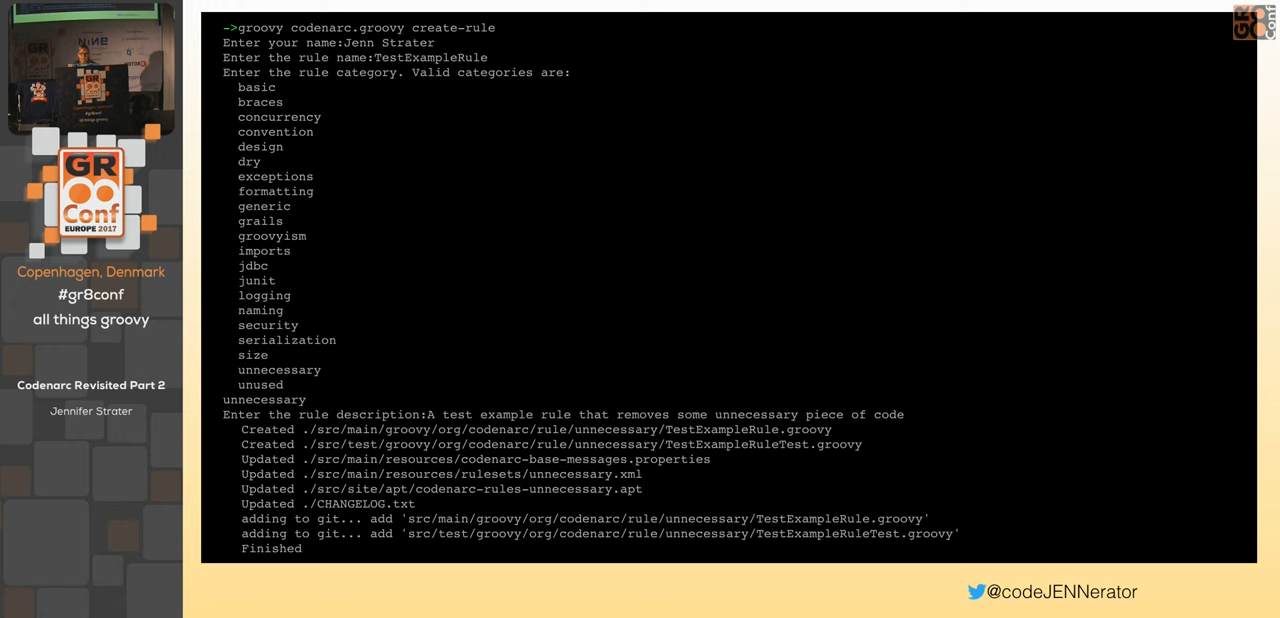 ->groovy codenarc.groovy create-rule
Enter your name:Jenn Strater
Enter the rule name:TestExampleRule
Enter the rule category. Valid categories are:
basic
braces
concurrency
convention
design
dry
exceptions
formatting
generic
grails
groovyism
imports
jdbc
junit
logging
naming
security
serialization
size
unnecessary
unused
unnecessary
Enter the rule description:A test example rule that removes some unnecessary piece of code
Created ./src/main/groovy/org/codenarc/rule/unnecessary/TestExampleRule.groovy
Created ./src/test/groovy/org/codenarc/rule/unnecessary/TestExampleRuleTest.groovy
Updated ./src/main/resources/codenarc-base-messages.properties
Updated ./src/main/resources/rulesets/unnecessary.xml
Updated ./src/site/apt/codenarc-rules-unnecessary.apt
Updated ./CHANGELOG.txt
adding to git... add 'src/main/groovy/org/codenarc/rule/unnecessary/TestExampleRule.groovy'
adding to git... add 'src/test/groovy/org/codenarc/rule/unnecessary/TestExampleRuleTest.groovy'
Finished
@codeJENNerator
GR8
Conf
EUROPE 2017
Copenhagen, Denmark
#gr8conf
all things groovy
Codenarc Revisited Part 2
Jennifer Strater
GR8
Conf